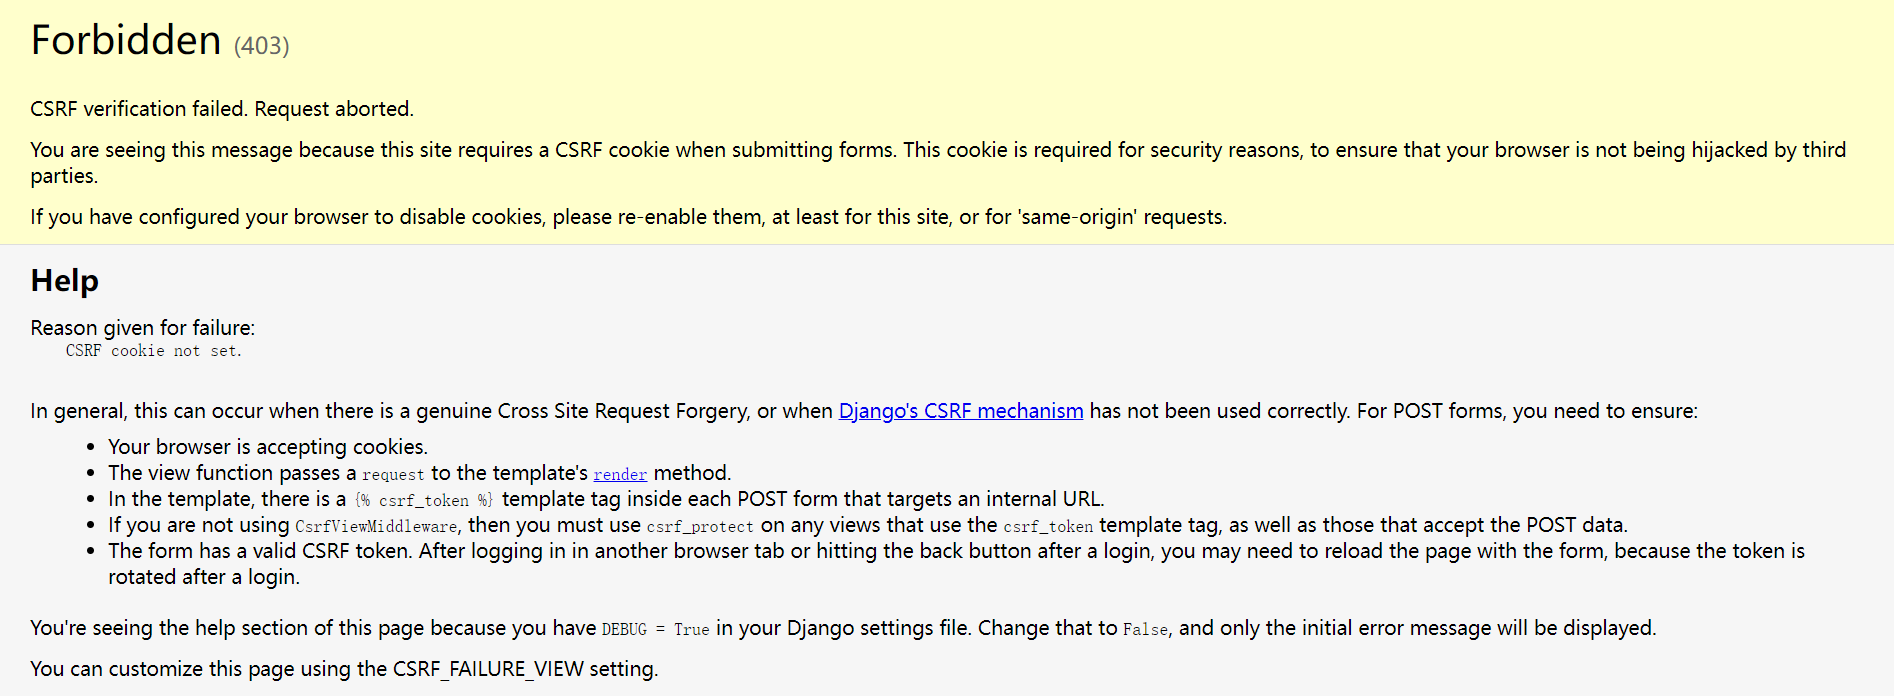 Forbidden (403)
CSRF verification failed. Request aborted.
You are seeing this message because this site requires a CSRF cookie when submitting forms. This cookie is required for security reasons, to ensure that your browser is not being hijacked by third
parties.
If you have configured your browser to disable cookies, please re-enable them, at least for this site, or for 'same-origin' requests.
Help
Reason given for failure:
CSRF cookie not set.
In general, this can occur when there is a genuine Cross Site Request Forgery, or when Django's CSRF mechanism has not been used correctly. For POST forms, you need to ensure:
• Your browser is accepting cookies.
• The view function passes a request to the template's render method.
• In the template, there is a {% csrf_token %} template tag inside each POST form that targets an internal URL.
• If you are not using CsrfViewMiddleware, then you must use csrf_protect on any views that use the csrf_token template tag, as well as those that accept the POST data.
• The form has a valid CSRF token. After logging in in another browser tab or hitting the back button after a login, you may need to reload the page with the form, because the token is
rotated after a login.
You're seeing the help section of this page because you have DEBUG = True in your Django settings file. Change that to False, and only the initial error message will be displayed.
You can customize this page using the CSRF_FAILURE_VIEW setting.